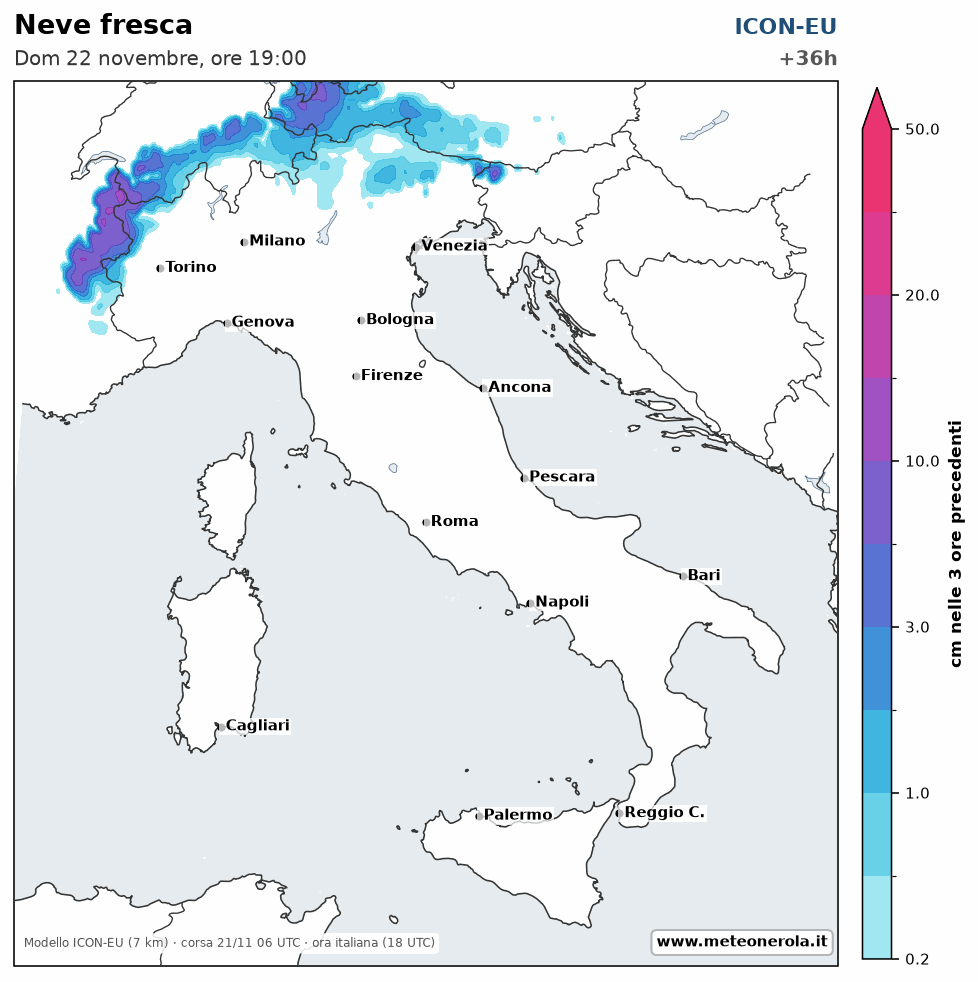 Neve fresca
ICON-EU
Dom 22 novembre, ore 19:00
+36h
Milano
Venezia
Torino
Genova
Bologna
Firenze
Ancona
Pescara
Roma
Bari
Napoli
Cagliari
Palermo
Reggio C.
50.0
20.0
10.0
3.0
1.0
0.2
cm nelle 3 ore precedenti
Modello ICON-EU (7 km) · corsa 21/11 06 UTC · ora italiana (18 UTC)
www.meteonerola.it